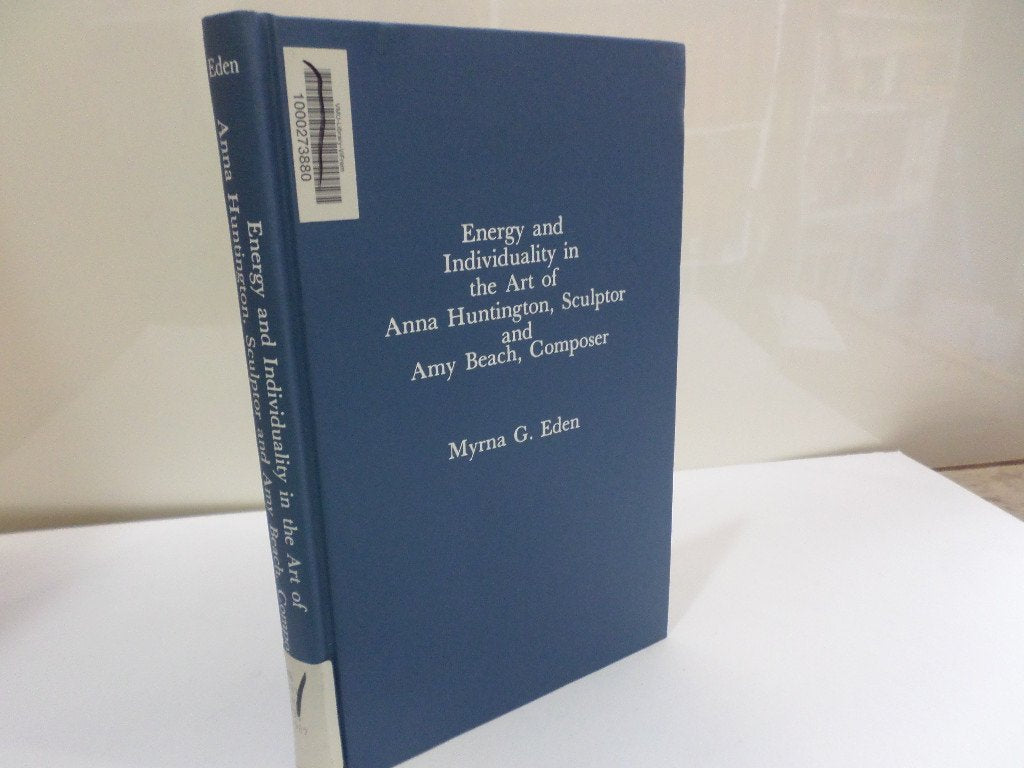 Eden
Anna Huntington, Sculptor and Amy Beach,
Energy and Individuality in the Art of
1000273880
Energy and
Individuality in
the Art of
Anna Huntington, Sculptor
and
Amy Beach, Composer
Myrna G. Eden